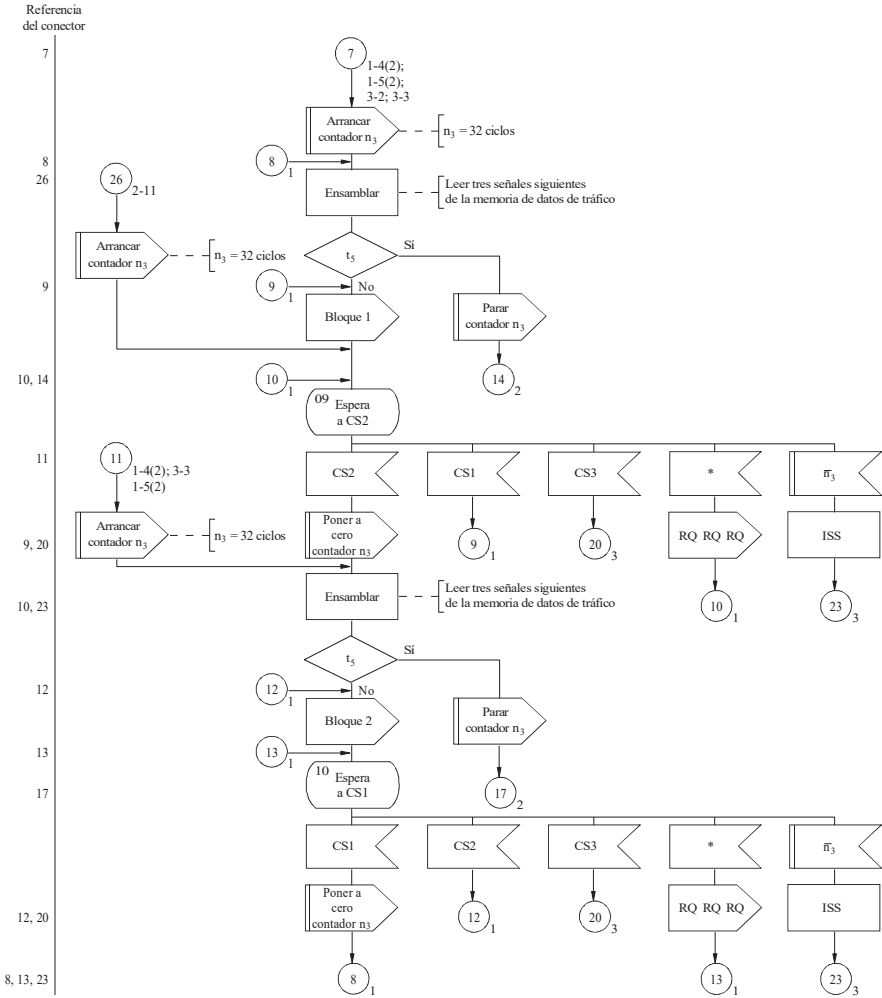 Referencia
del conector
7
7
1-4(2);
1-5(2);
3-2; 3-3
Arrancar
contador n3
n3 = 32 ciclos
8
8
1
26
26
2-11
Ensamblar
Leer tres señales siguientes
de la memoria de datos de tráfico
Arrancar
contador n3
n3 = 32 ciclos
t5
Sí
9
9
1
No
Bloque 1
Parar
contador n3
10, 14
10
1
14
2
09
Espera
a CS2
11
11
1-4(2); 3-3
1-5(2)
CS2
CS1
CS3
*
n̅3
Arrancar
contador n3
n3 = 32 ciclos
Poner a
cero
contador n3
9
1
20
3
RQ RQ RQ
ISS
9, 20
Ensamblar
Leer tres señales siguientes
de la memoria de datos de tráfico
10, 23
10
1
23
3
t5
Sí
12
12
1
No
Bloque 2
Parar
contador n3
13
13
1
17
10
Espera
a CS1
17
2
CS1
CS2
CS3
*
n̅3
Poner a
cero
contador n3
12
1
20
3
RQ RQ RQ
ISS
12, 20
8, 13, 23
8
1
13
1
23
3